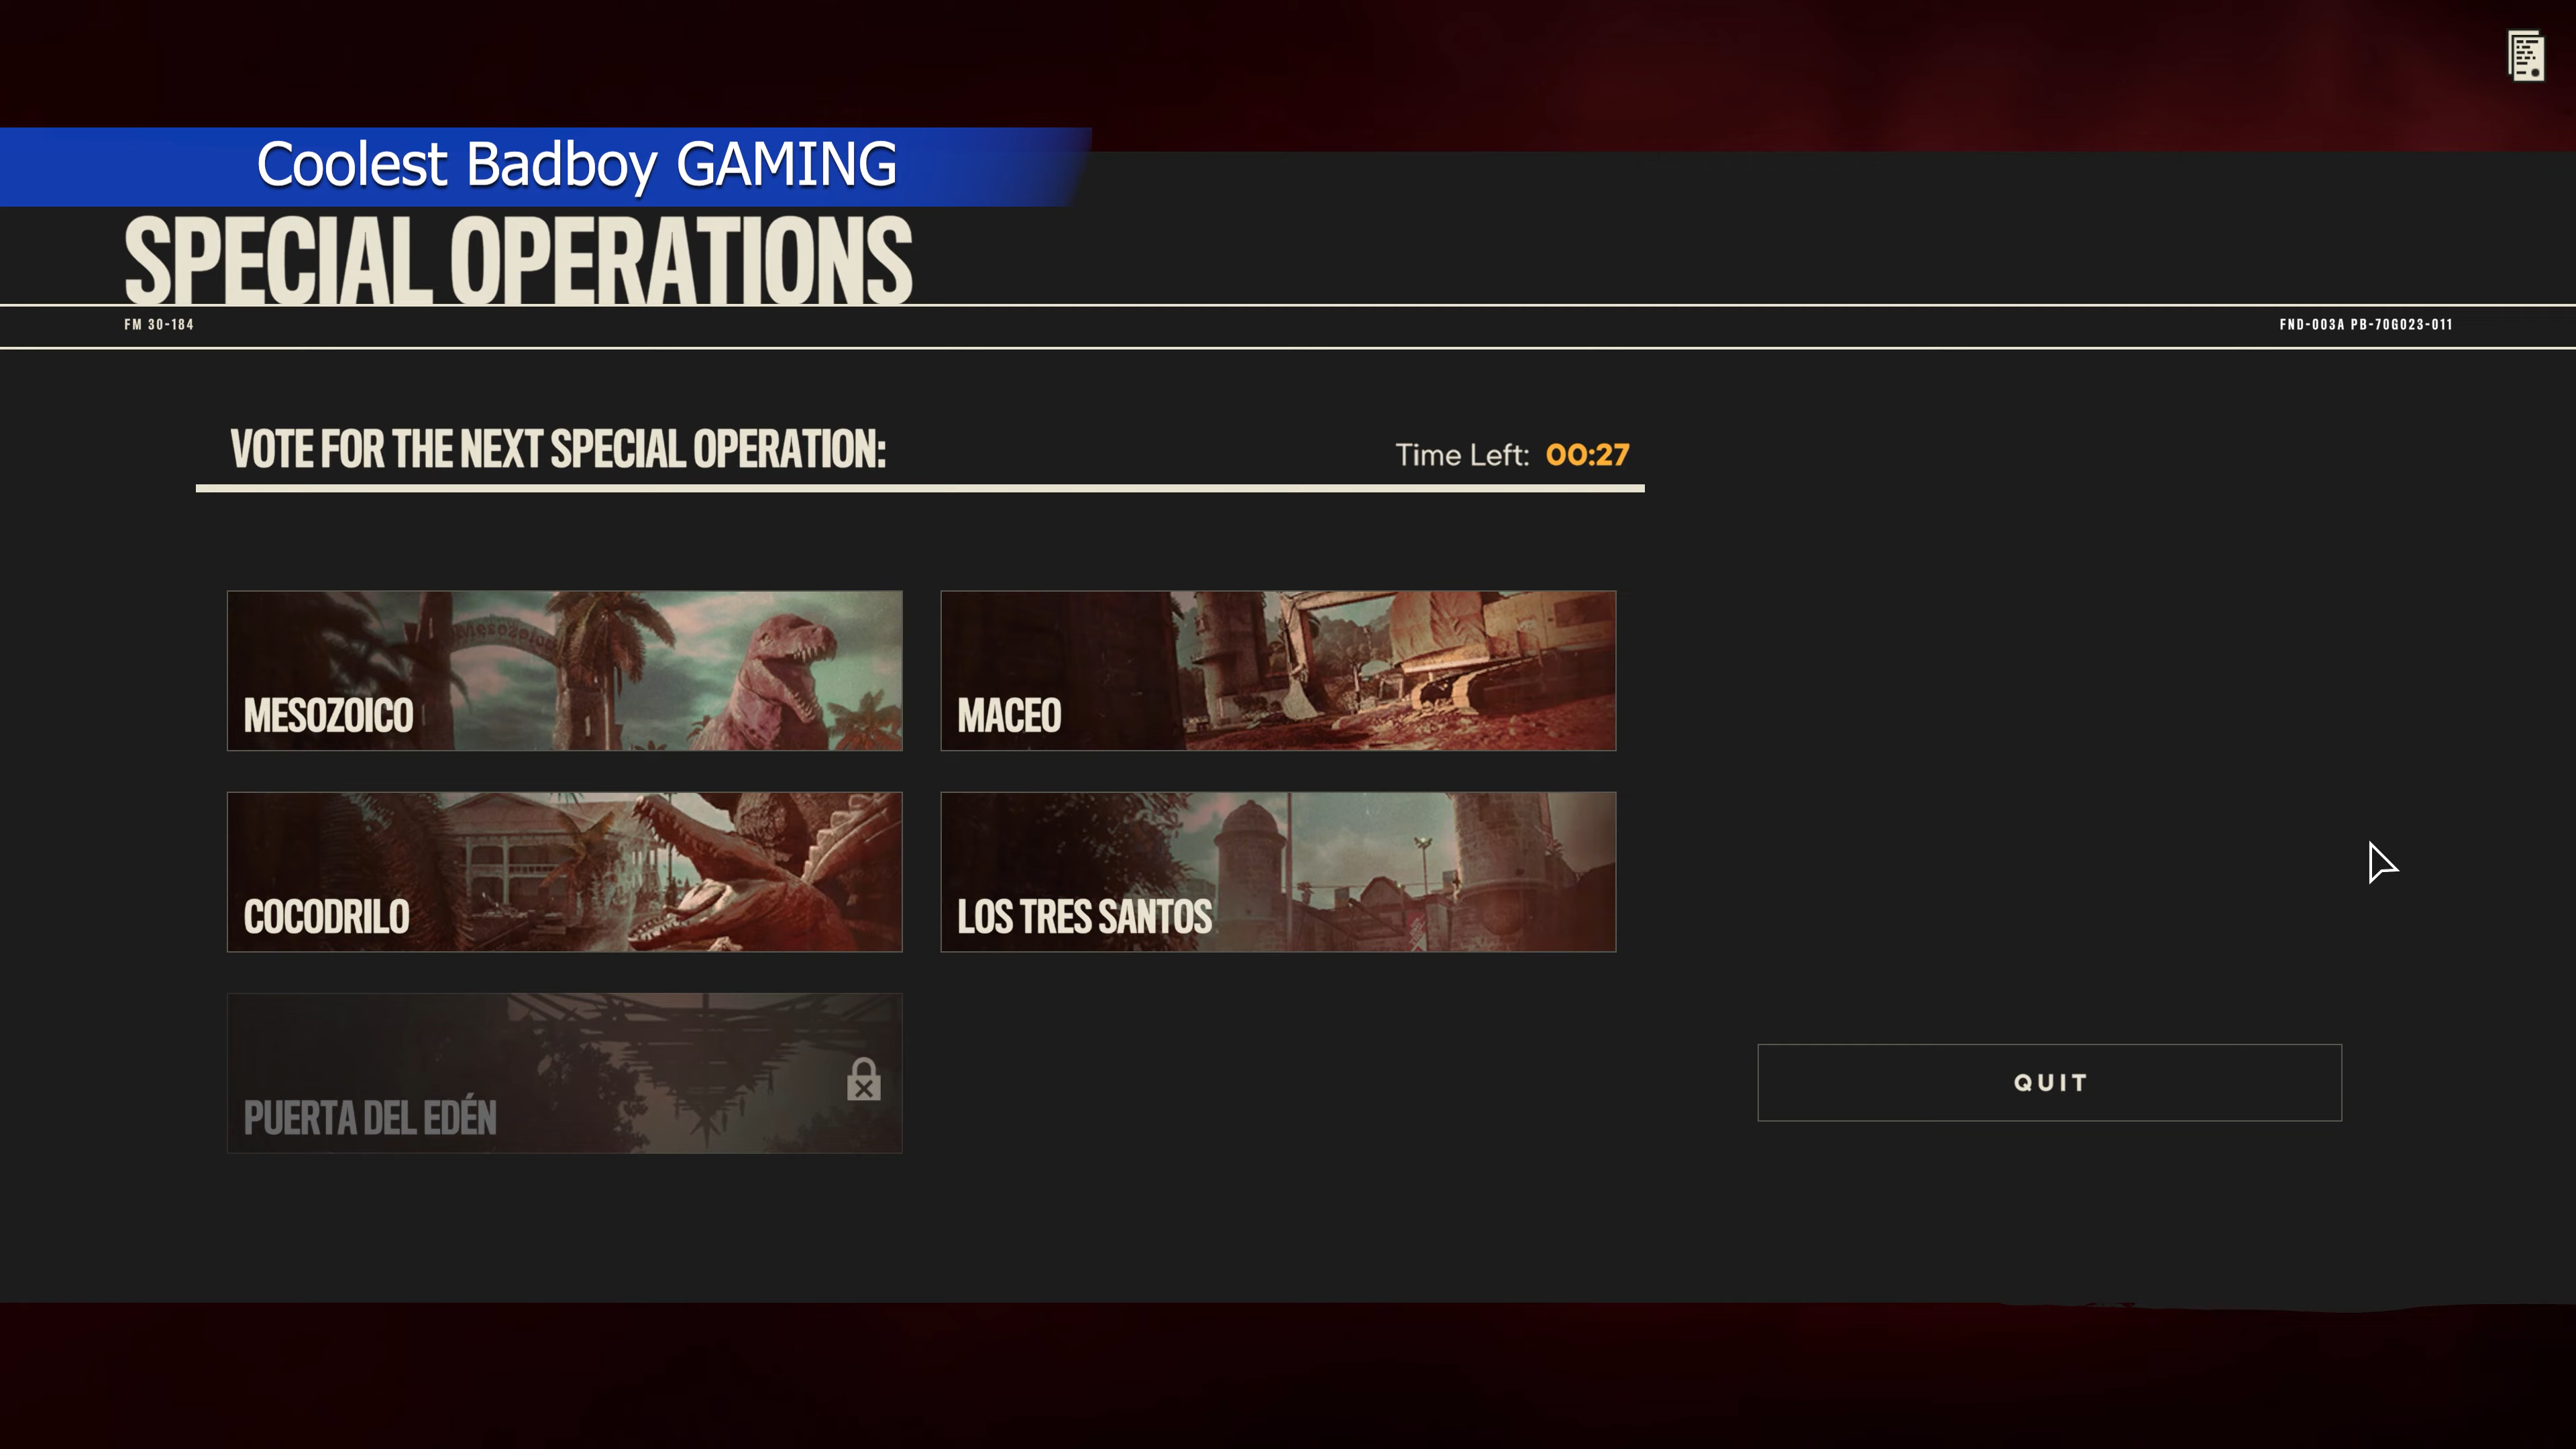 Coolest Badboy GAMING
SPECIAL OPERATIONS
FM 30-184
FND-003A PB-70G023-011
VOTE FOR THE NEXT SPECIAL OPERATION:
Time Left: 00:27
Mesozoico
MESOZOICO
MACEO
COCODRILO
LOS TRES SANTOS
PUERTA DEL EDÉN
QUIT